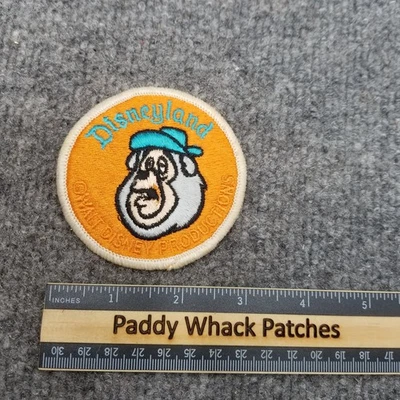 Disneyland
©WALT DISNEY PRODUCTIONS
INCHES 1 2 3 4 5
Paddy Whack Patches